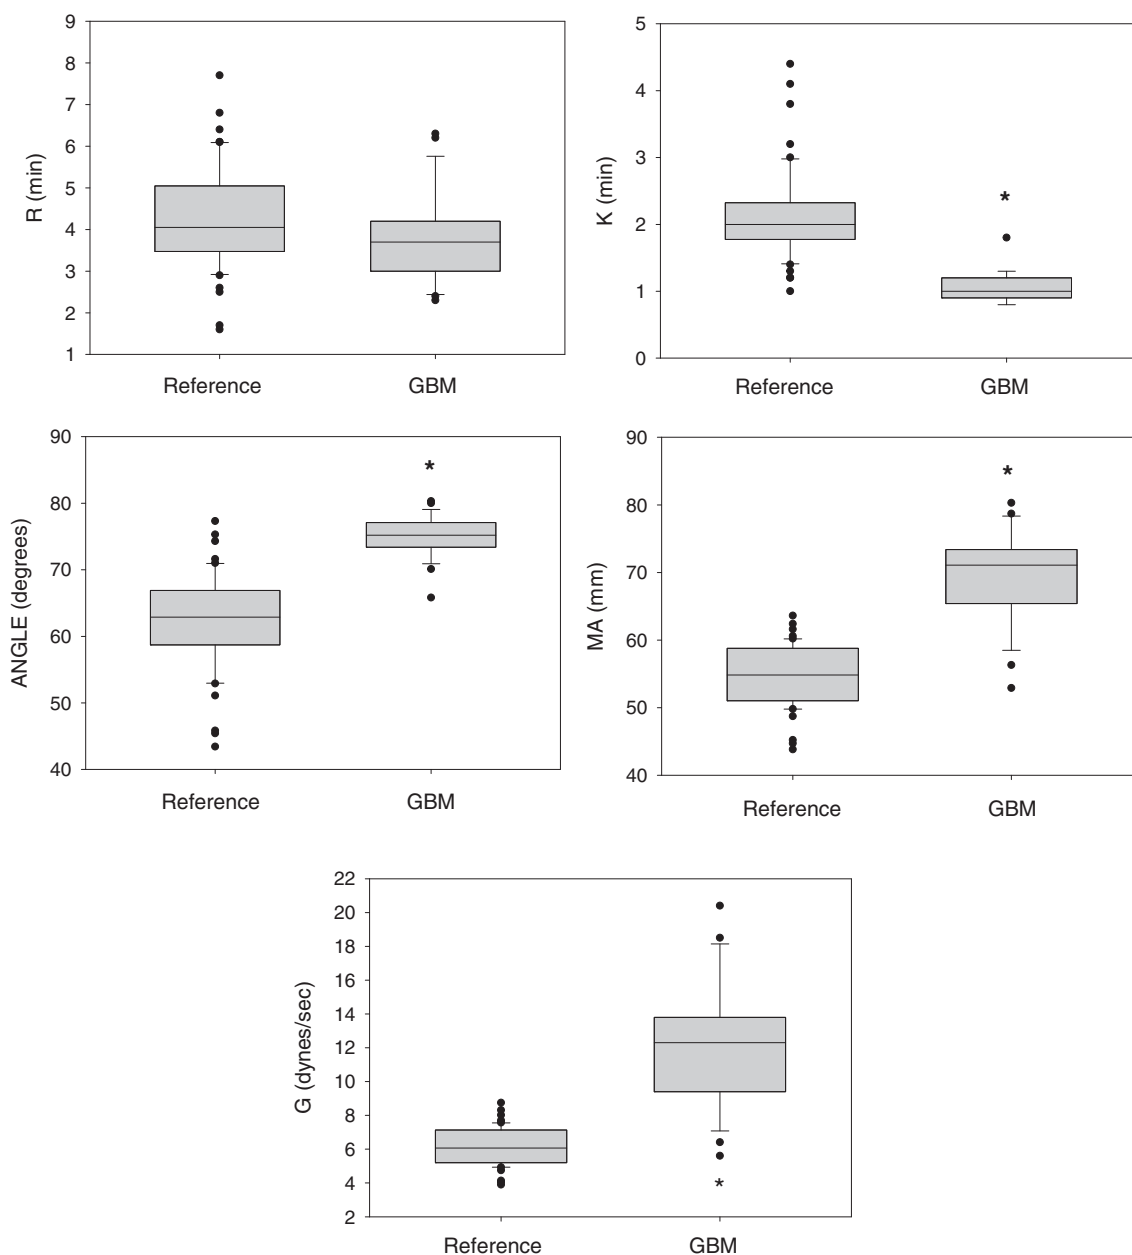 9
8
7
6
5
4
3
2
1
R (min)
Reference
GBM
5
4
3
2
1
0
K (min)
*
Reference
GBM
90
80
70
60
50
40
ANGLE (degrees)
*
Reference
GBM
90
80
70
60
50
40
MA (mm)
*
Reference
GBM
22
20
18
16
14
12
10
8
6
4
2
G (dynes/sec)
*
Reference
GBM